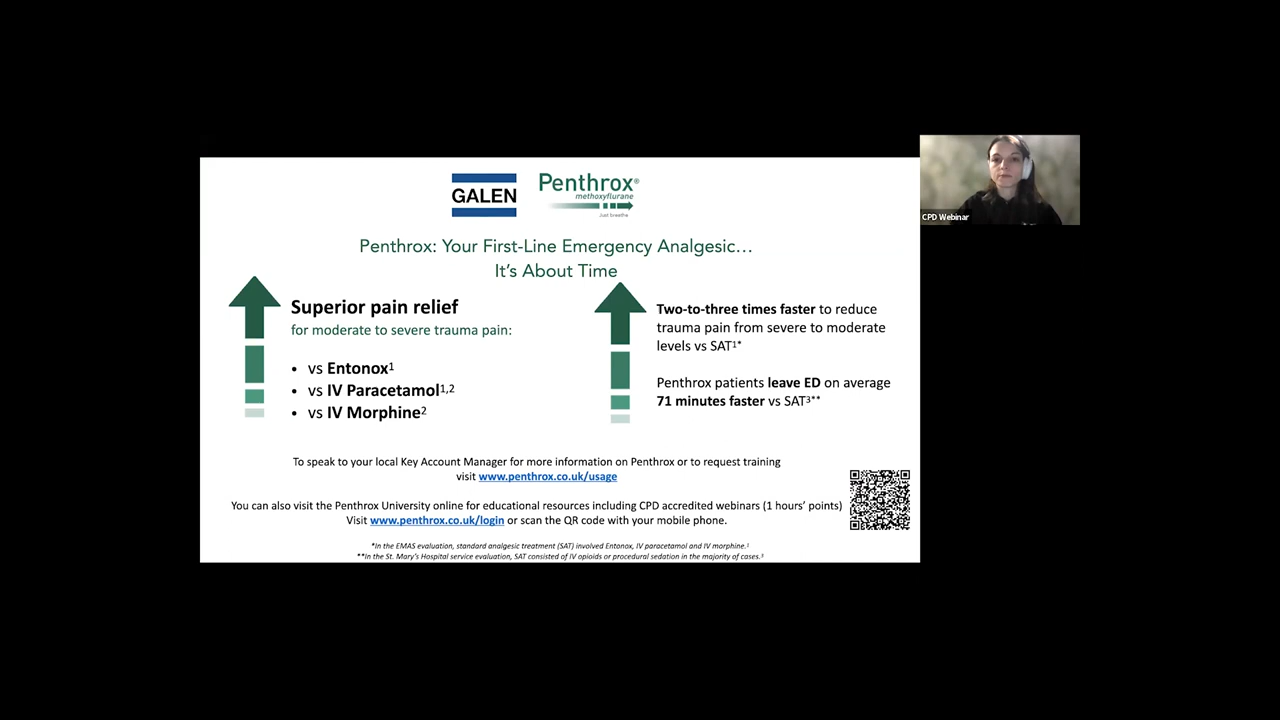 GALEN
Penthrox®
methoxyflurane
Just breathe
Penthrox: Your First-Line Emergency Analgesic…
It’s About Time
Superior pain relief
for moderate to severe trauma pain:
• vs Entonox¹
• vs IV Paracetamol¹,²
• vs IV Morphine²
Two-to-three times faster to reduce
trauma pain from severe to moderate
levels vs SAT¹*
Penthrox patients leave ED on average
71 minutes faster vs SAT³**
To speak to your local Key Account Manager for more information on Penthrox or to request training
visit www.penthrox.co.uk/usage
You can also visit the Penthrox University online for educational resources including CPD accredited webinars (1 hours’ points)
Visit www.penthrox.co.uk/login or scan the QR code with your mobile phone.
*In the EMAS evaluation, standard analgesic treatment (SAT) involved Entonox, IV paracetamol and IV morphine.¹
**In the St. Mary’s Hospital service evaluation, SAT consisted of IV opioids or procedural sedation in the majority of cases.³
CPD Webinar